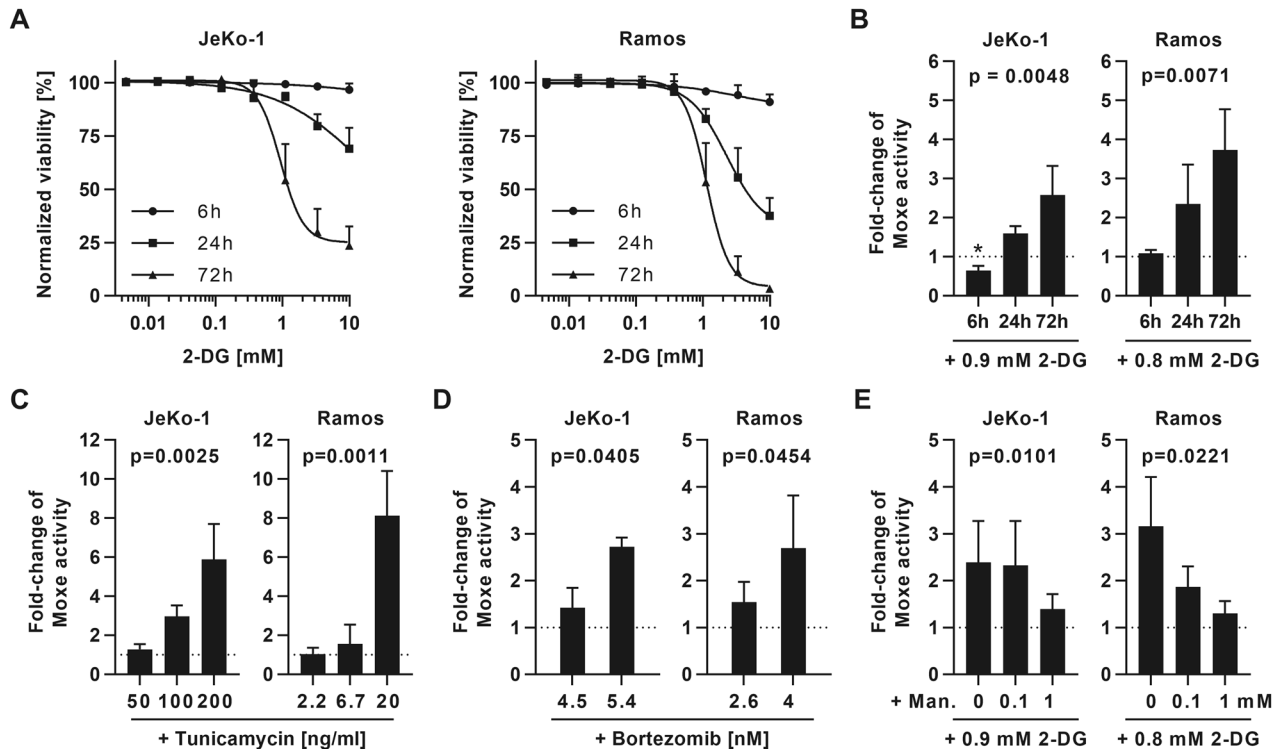 A
JeKo-1
Normalized viability [%]
100
75
50
25
0
6h
24h
72h
0.01 0.1 1 10
2-DG [mM]
Ramos
Normalized viability [%]
100
75
50
25
0
6h
24h
72h
0.01 0.1 1 10
2-DG [mM]
B
Fold-change of
Moxe activity
JeKo-1
p = 0.0048
6
5
4
3
2
1
0
*
6h 24h 72h
+ 0.9 mM 2-DG
Ramos
p=0.0071
6
5
4
3
2
1
0
6h 24h 72h
+ 0.8 mM 2-DG
C
Fold-change of
Moxe activity
JeKo-1
p=0.0025
12
10
8
6
4
2
0
50 100 200
Ramos
p=0.0011
12
10
8
6
4
2
0
2.2 6.7 20
+ Tunicamycin [ng/ml]
D
Fold-change of
Moxe activity
JeKo-1
p=0.0405
5
4
3
2
1
0
4.5 5.4
Ramos
p=0.0454
5
4
3
2
1
0
2.6 4
+ Bortezomib [nM]
E
Fold-change of
Moxe activity
JeKo-1
p=0.0101
5
4
3
2
1
0
+ Man. 0 0.1 1
+ 0.9 mM 2-DG
Ramos
p=0.0221
5
4
3
2
1
0
0 0.1 1 mM
+ 0.8 mM 2-DG